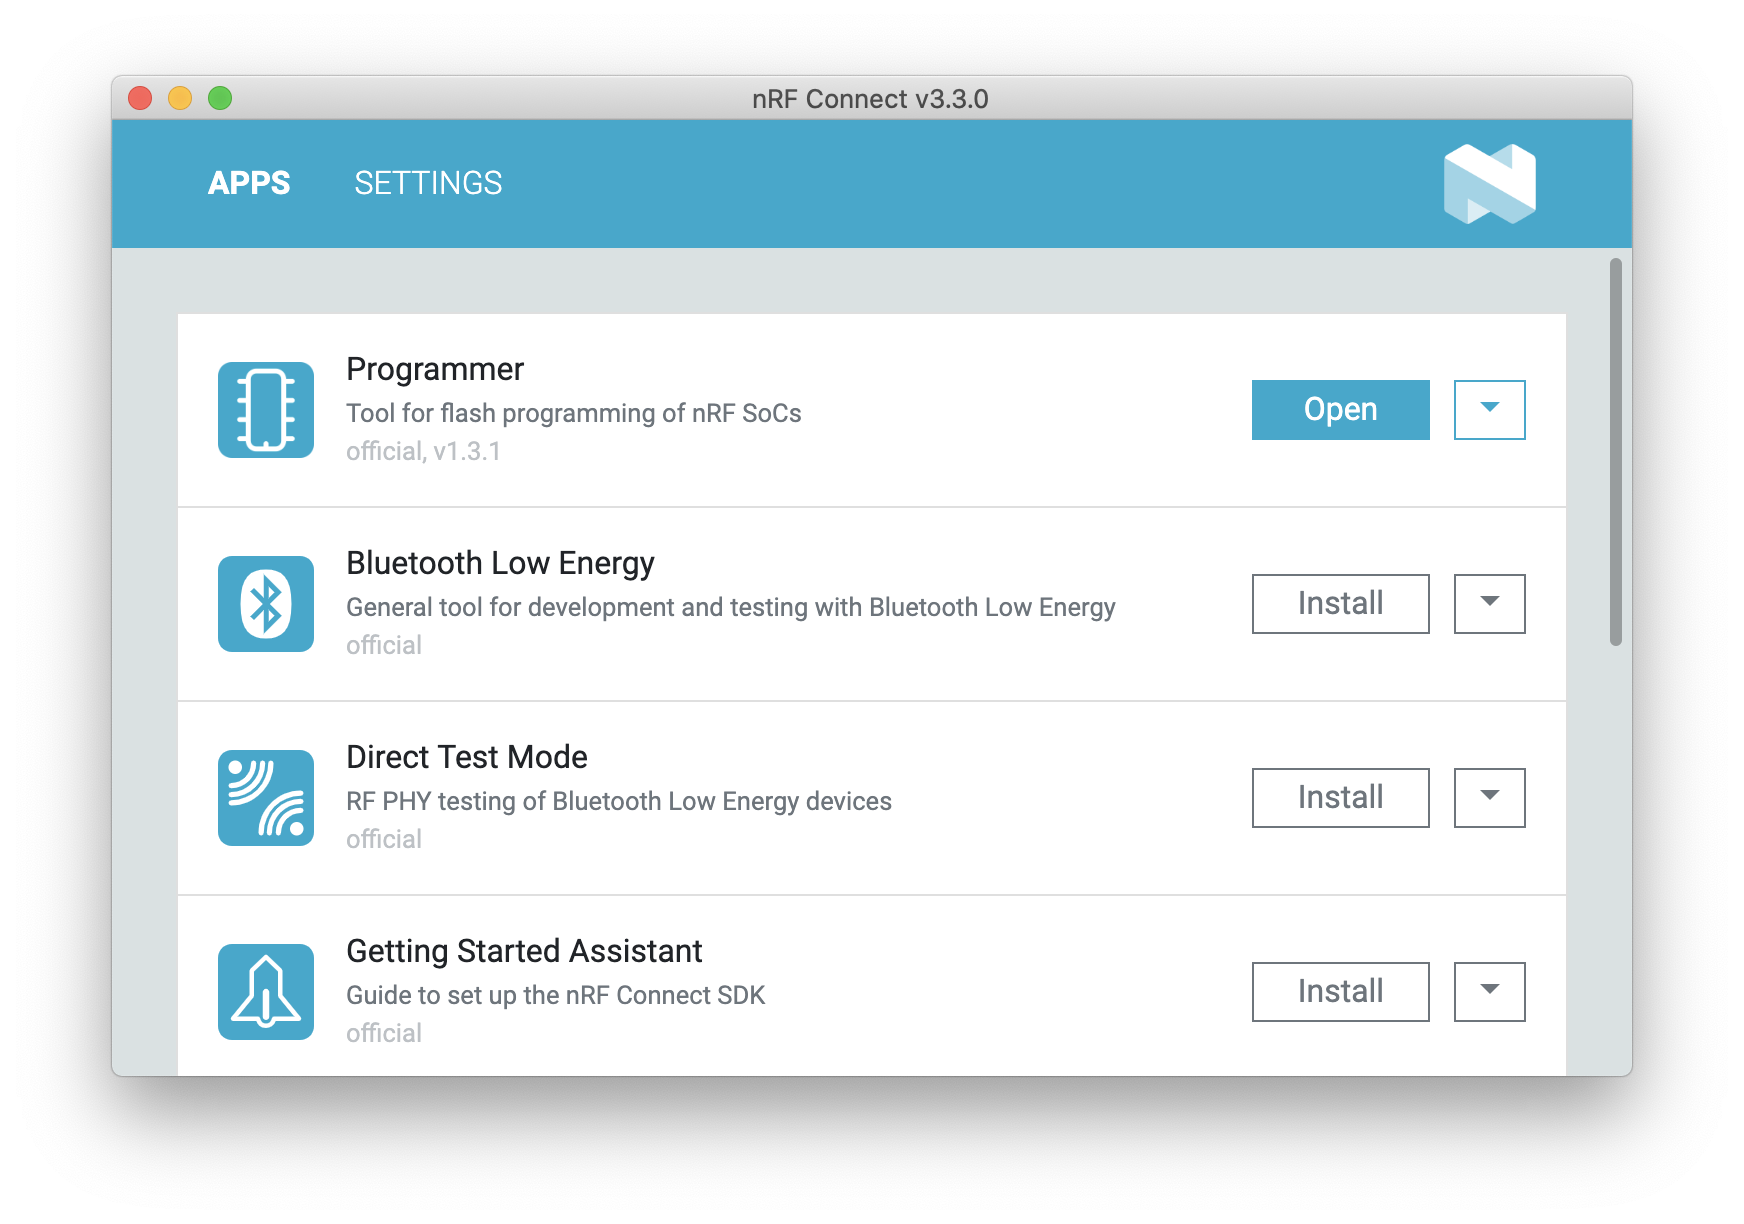 nRF Connect v3.3.0
APPS SETTINGS
Programmer
Tool for flash programming of nRF SoCs
official, v1.3.1
Open
Bluetooth Low Energy
General tool for development and testing with Bluetooth Low Energy
official
Install
Direct Test Mode
RF PHY testing of Bluetooth Low Energy devices
official
Install
Getting Started Assistant
Guide to set up the nRF Connect SDK
official
Install